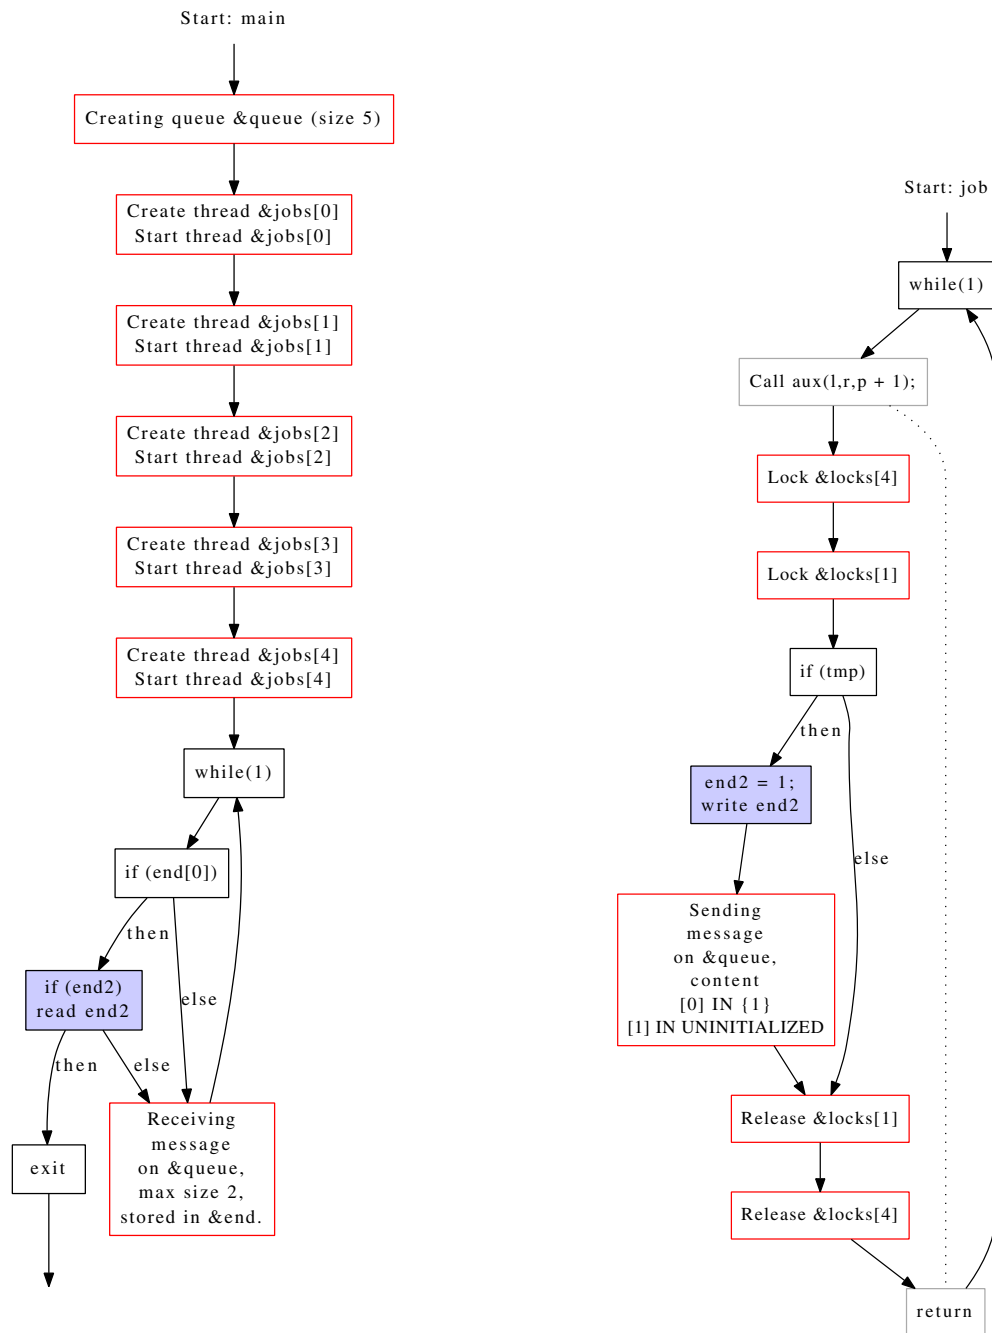 Start: main
Creating queue &queue (size 5)
Create thread &jobs[0]
Start thread &jobs[0]
Create thread &jobs[1]
Start thread &jobs[1]
Create thread &jobs[2]
Start thread &jobs[2]
Create thread &jobs[3]
Start thread &jobs[3]
Create thread &jobs[4]
Start thread &jobs[4]
while(1)
if (end[0])
then
else
if (end2)
read end2
then
else
exit
Receiving
message
on &queue,
max size 2,
stored in &end.
Start: job
while(1)
Call aux(l,r,p + 1);
Lock &locks[4]
Lock &locks[1]
if (tmp)
then
else
end2 = 1;
write end2
Sending
message
on &queue,
content
[0] IN {1}
[1] IN UNINITIALIZED
Release &locks[1]
Release &locks[4]
return